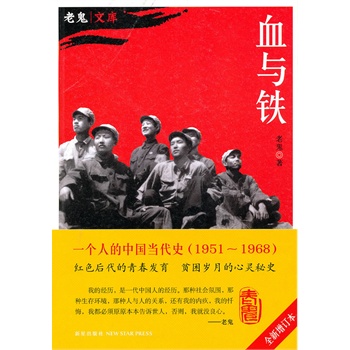 老鬼 文库
血与铁
老鬼 著
一个人的中国当代史（1951～1968）
红色后代的青春发育 贫困岁月的心灵秘史
我的经历，是一代中国人的经历。那种社会氛围，那
种生存环境，那种人与人的关系，还有我的内疚，我的忏
悔，我都必须原原本本告诉世人，否则，我就没良心。
——老鬼
新星出版社 NEW STAR PRESS
全新增订本